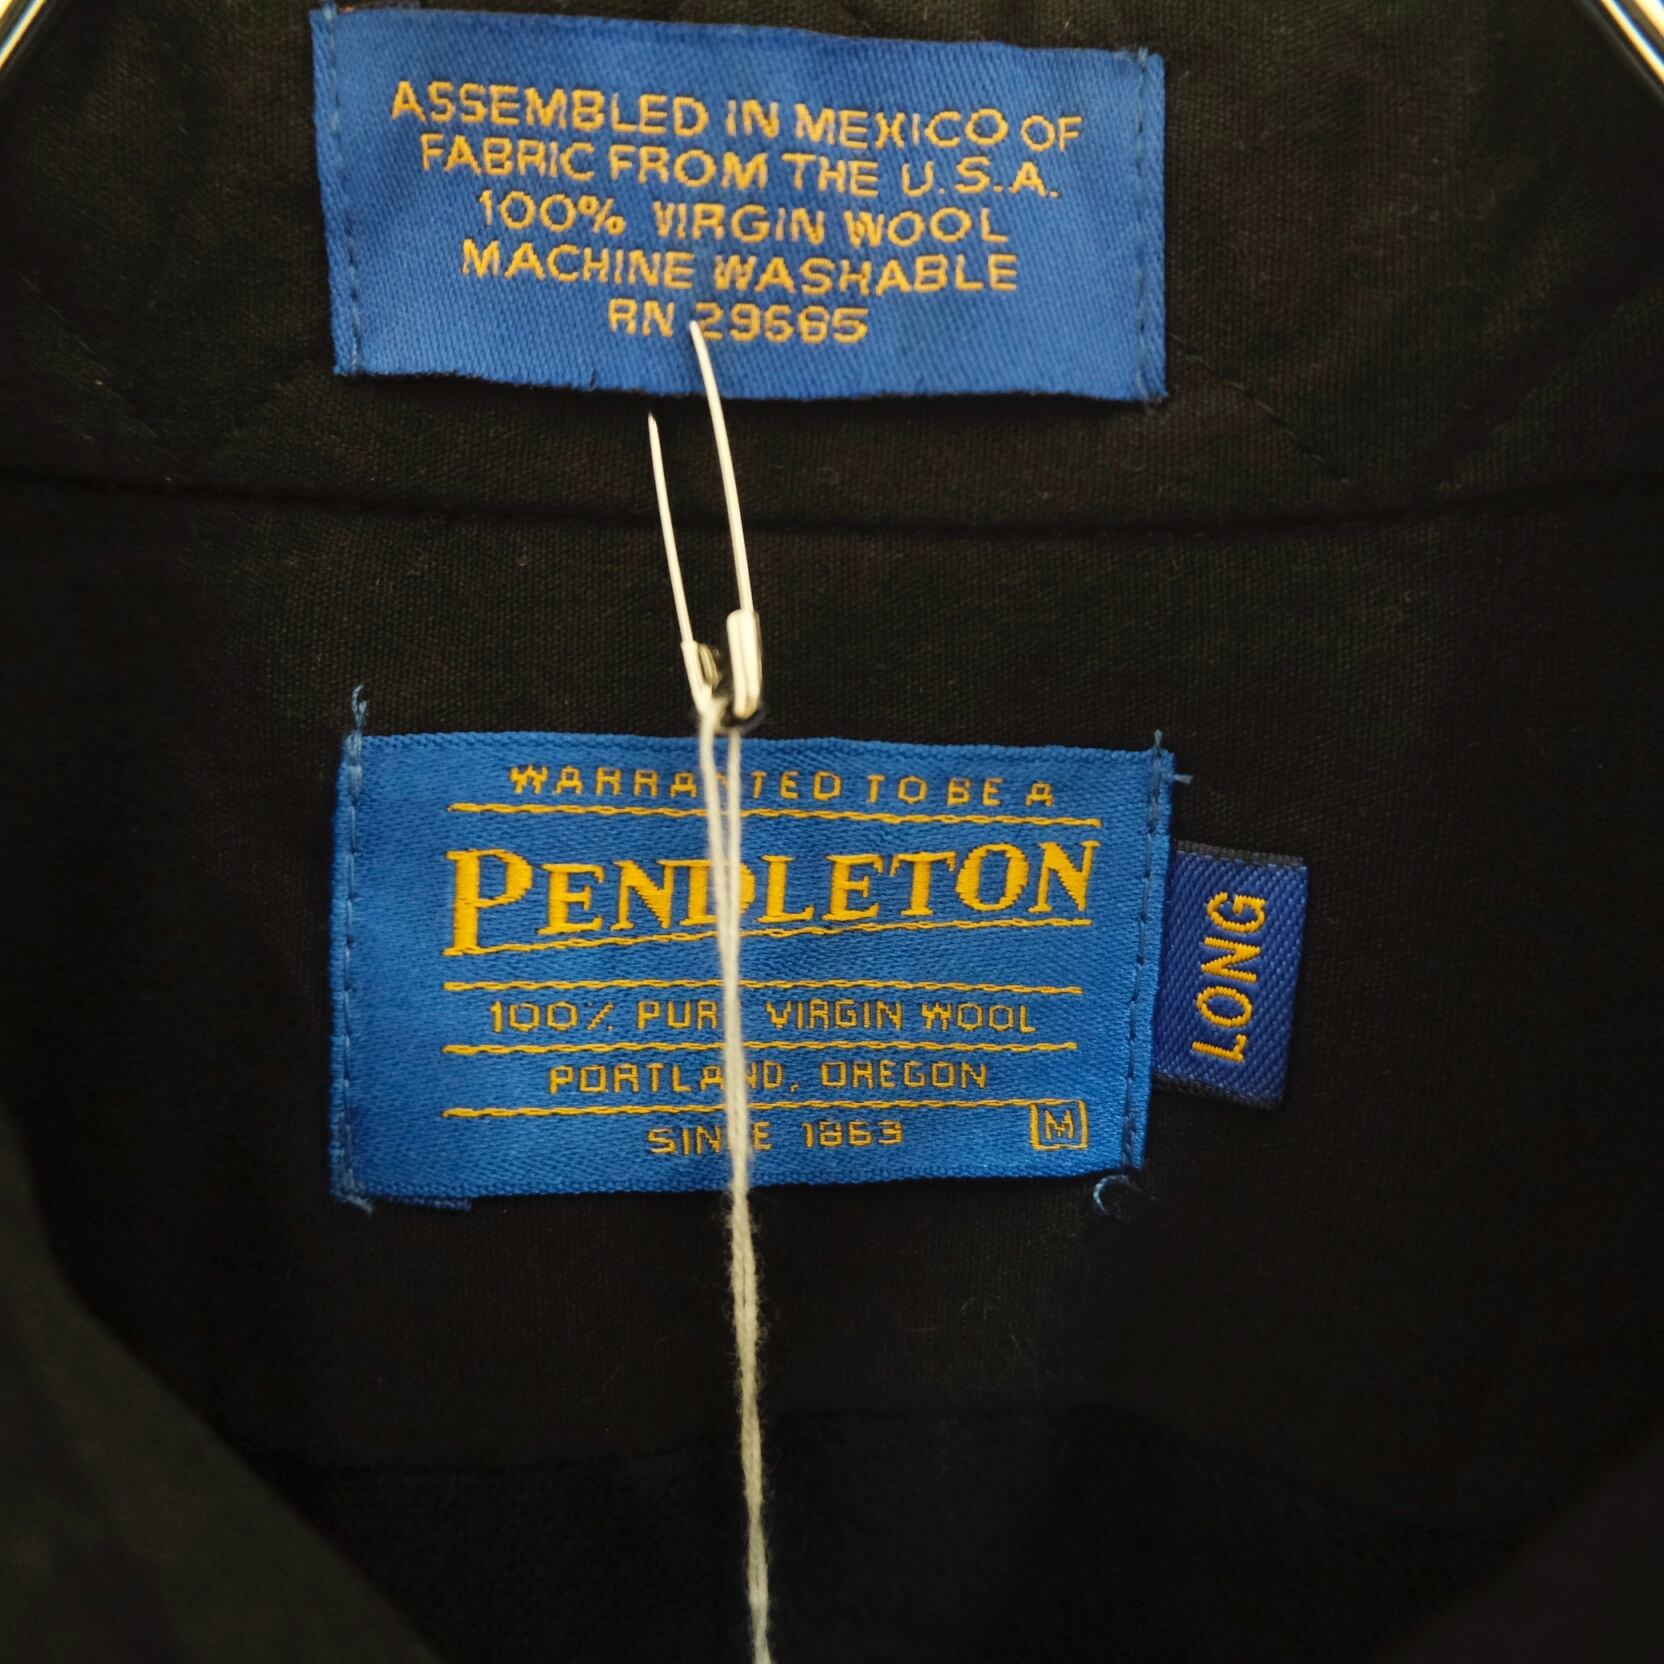 ASSEMBLED IN MEXICO OF
FABRIC FROM THE U.S.A.
100% VIRGIN WOOL
MACHINE WASHABLE
RN 29685
WARRANTED TO BE A
PENDLETON
100% PURE VIRGIN WOOL
PORTLAND, OREGON
SINCE 1863
M
LONG